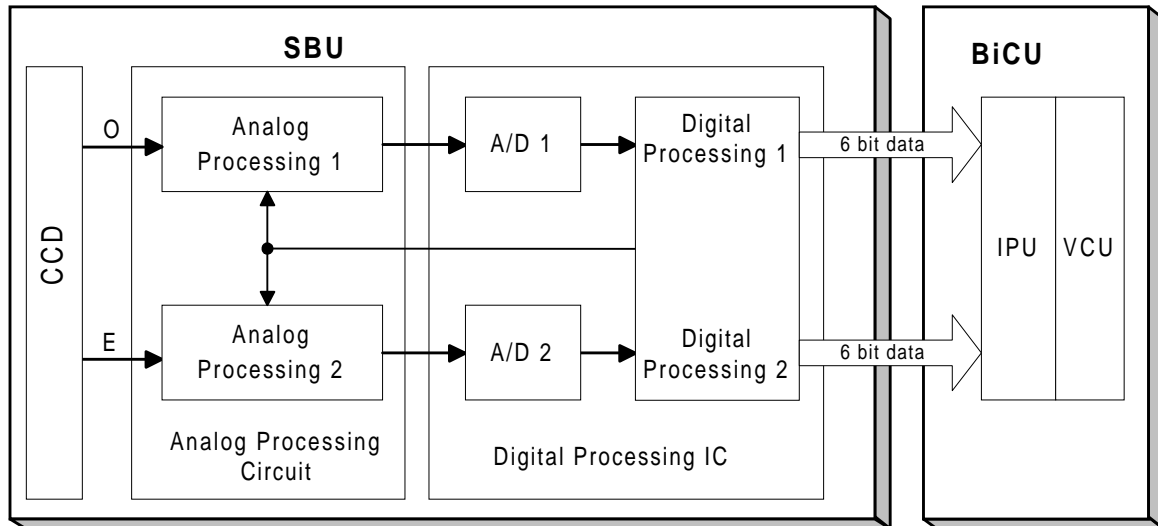 SBU
BiCU
CCD
O
Analog
Processing 1
A/D 1
Digital
Processing 1
6 bit data
IPU
VCU
E
Analog
Processing 2
A/D 2
Digital
Processing 2
6 bit data
Analog Processing
Circuit
Digital Processing IC